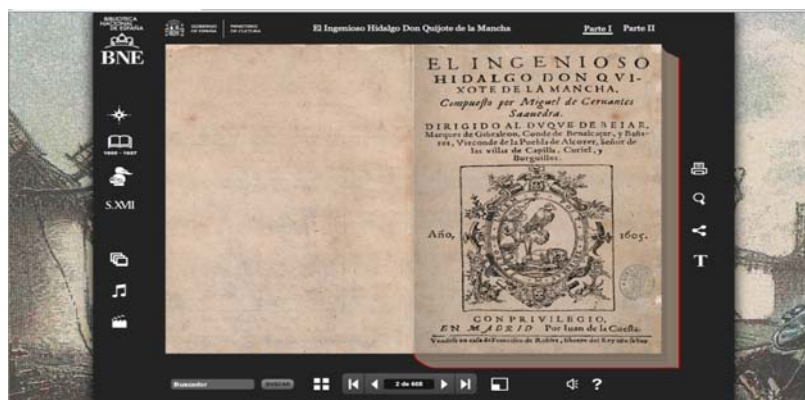 BIBLIOTECA
NACIONAL
DE ESPAÑA
BNE
GOBIERNO
DE ESPAÑA
MINISTERIO
DE CULTURA
El Ingenioso Hidalgo Don Quijote de la Mancha
Parte I
Parte II
S.XVII
EL INGENIOSO
HIDALGO DON QVI-
XOTE DE LA MANCHA,
Compuesto por Miguel de Ceruantes
Saauedra.
DIRIGIDO AL DVQVE DE BEIAR,
Marques de Gibraleon, Conde de Benalcaçar, y Baña-
res, Vizconde de la Puebla de Alcozer, Señor de
las villas de Capilla, Curiel, y
Burguillos.
Año,
1605.
CON PRIVILEGIO,
EN MADRID Por Iuan de la Cuesta.
Vendese en casa de Francisco de Robles, librero del Rey nro señor
T
Buscador
BUSCAR
2 de 668
?